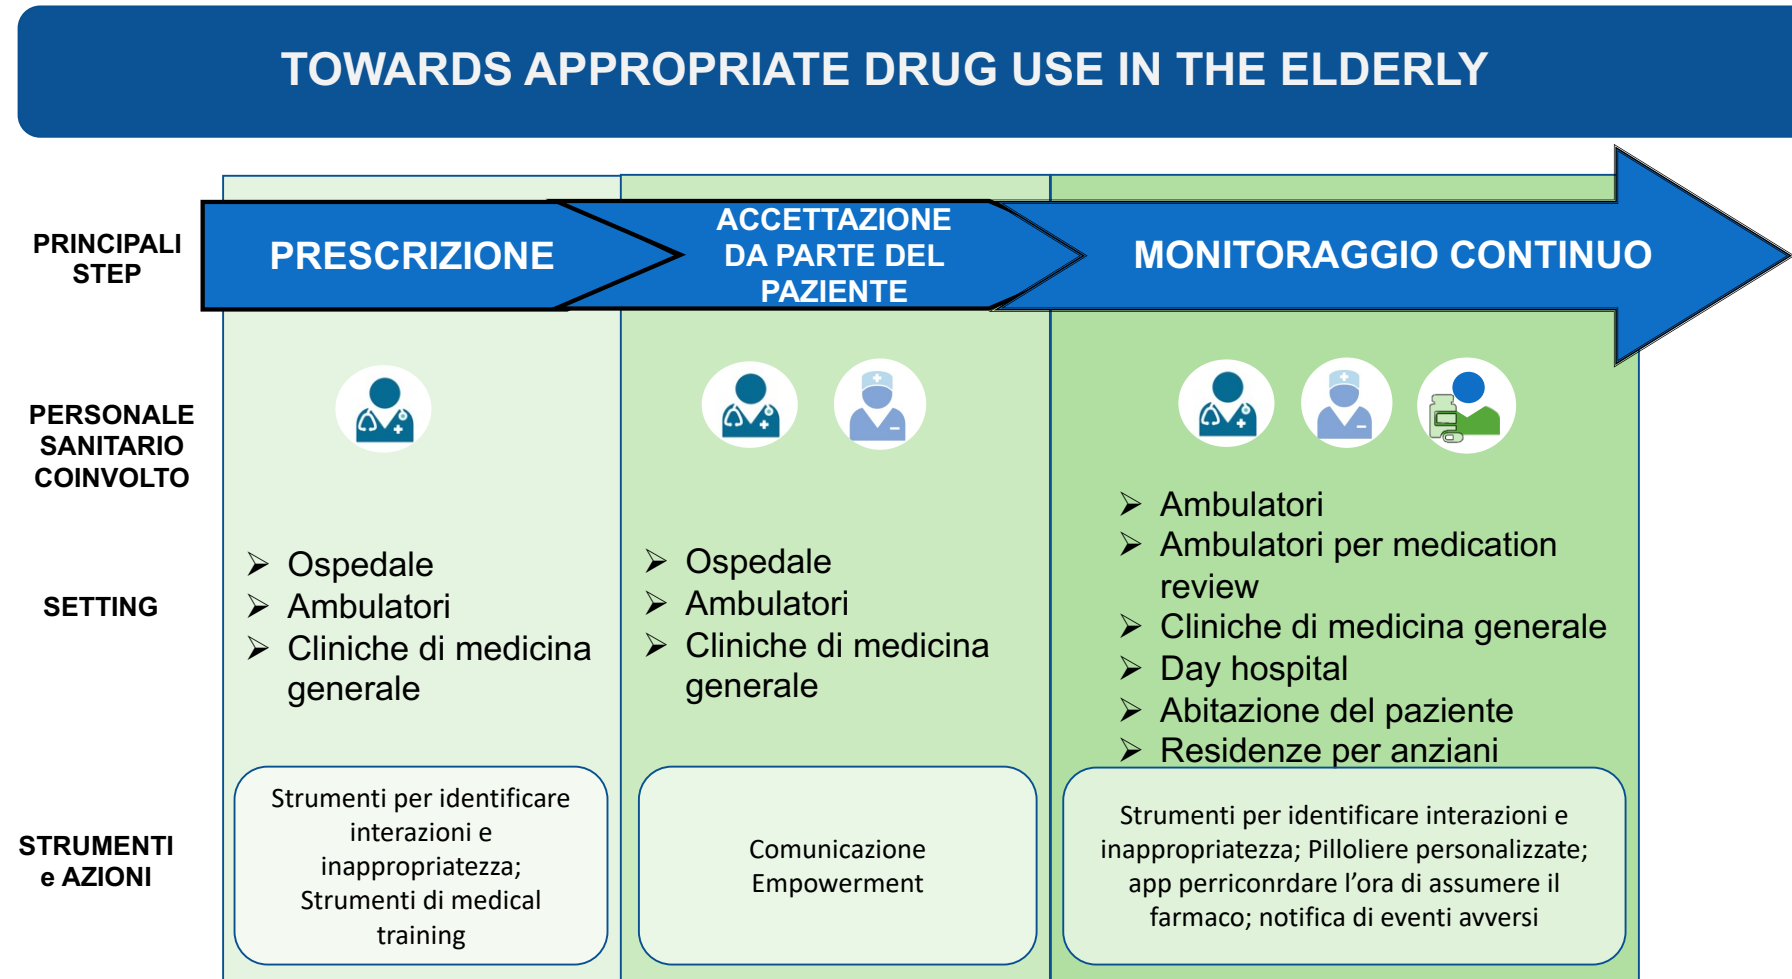 TOWARDS APPROPRIATE DRUG USE IN THE ELDERLY
PRINCIPALI
STEP
PRESCRIZIONE
ACCETTAZIONE
DA PARTE DEL
PAZIENTE
MONITORAGGIO CONTINUO
PERSONALE
SANITARIO
COINVOLTO
SETTING
➢ Ospedale
➢ Ambulatori
➢ Cliniche di medicina
generale
➢ Ospedale
➢ Ambulatori
➢ Cliniche di medicina
generale
➢ Ambulatori
➢ Ambulatori per medication
review
➢ Cliniche di medicina generale
➢ Day hospital
➢ Abitazione del paziente
➢ Residenze per anziani
STRUMENTI
e AZIONI
Strumenti per identificare
interazioni e
inappropriatezza;
Strumenti di medical
training
Comunicazione
Empowerment
Strumenti per identificare interazioni e
inappropriatezza; Pilloliere personalizzate;
app perriconrdare l’ora di assumere il
farmaco; notifica di eventi avversi